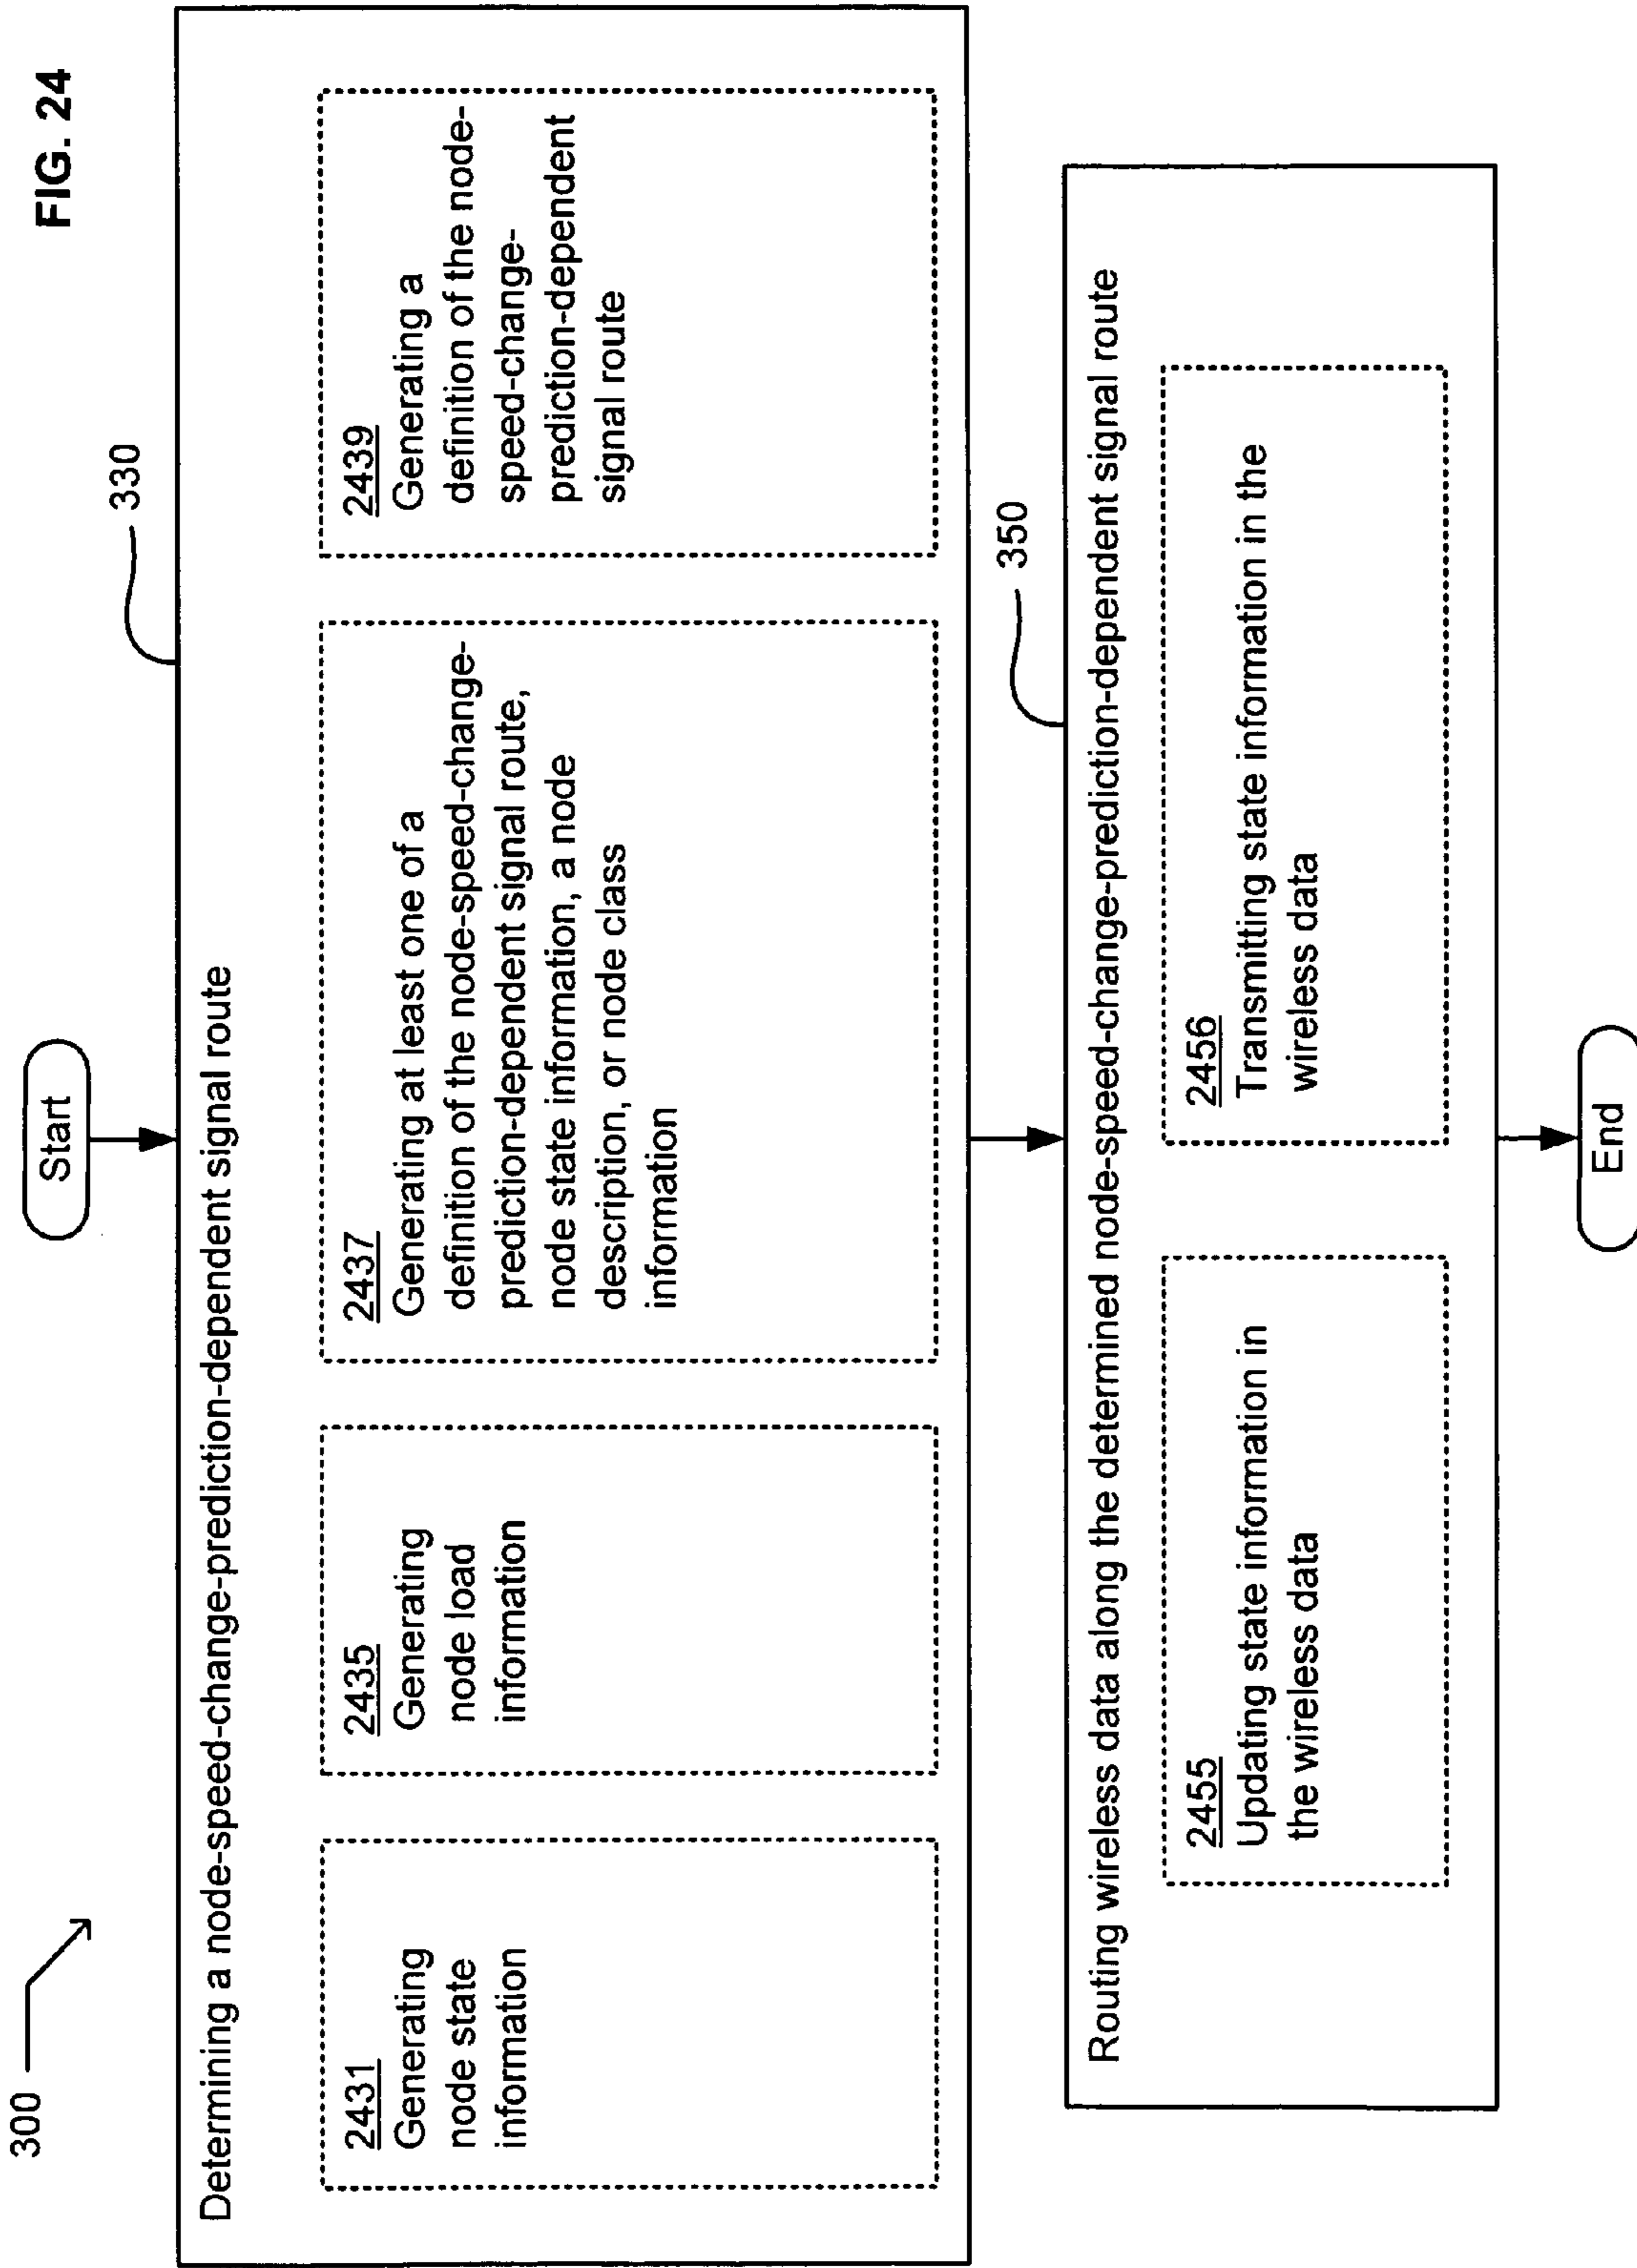 300
FIG. 24
Start
330
Determining a node-speed-change-prediction-dependent signal route
2431
Generating
node state
information
2435
Generating
node load
information
2437
Generating at least one of a
definition of the node-speed-change-
prediction-dependent signal route,
node state information, a node
description, or node class
information
2439
Generating a
definition of the node-
speed-change-
prediction-dependent
signal route
350
Routing wireless data along the determined node-speed-change-prediction-dependent signal route
2455
Updating state information in
the wireless data
2456
Transmitting state information in the
wireless data
End